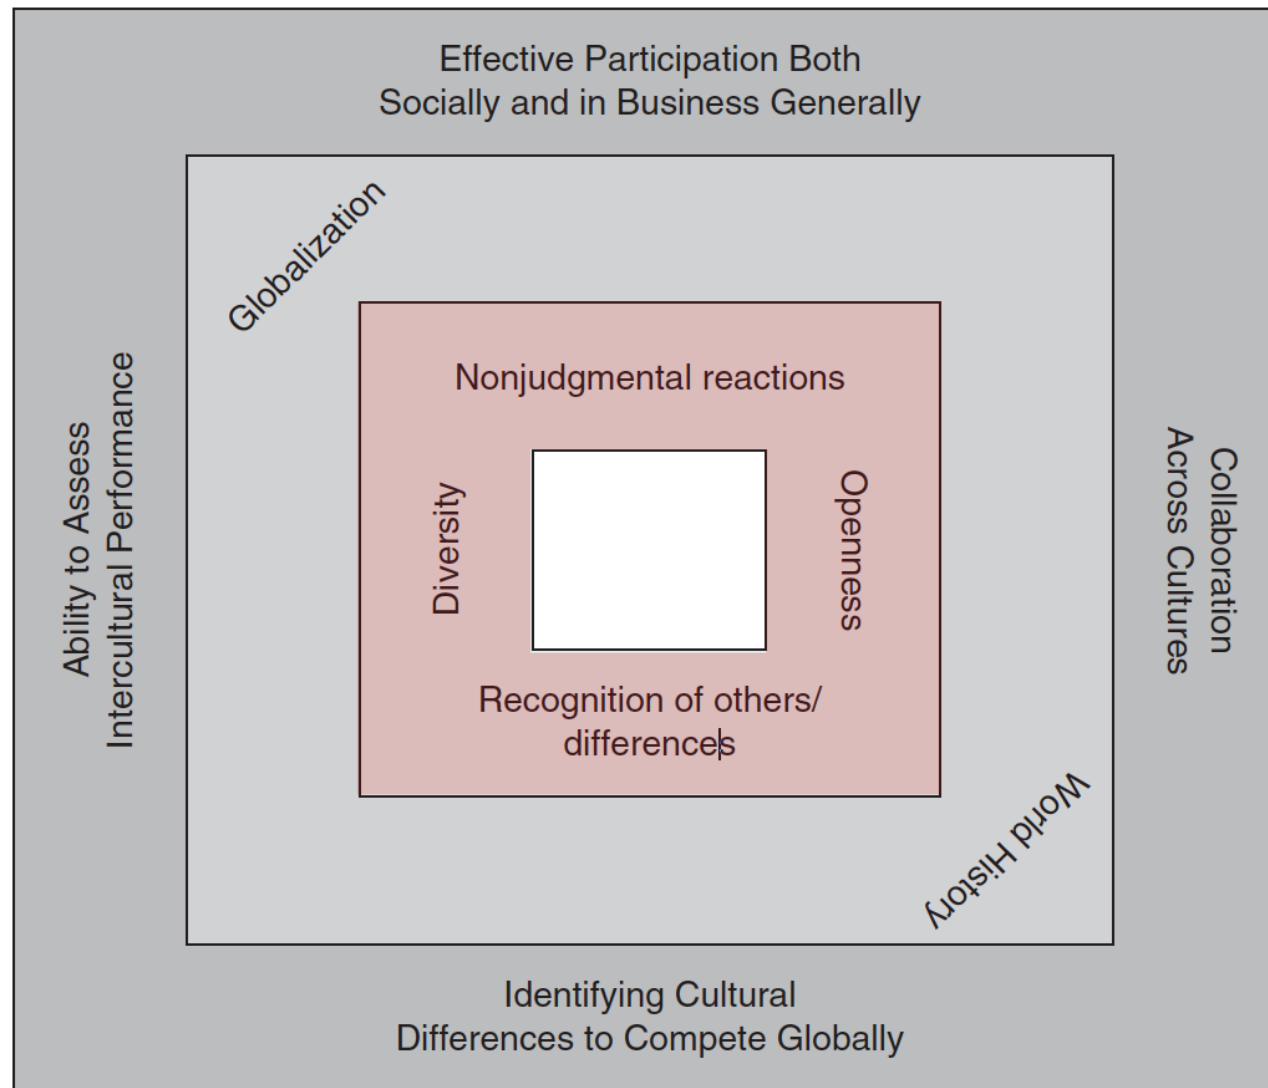 Effective Participation Both
Socially and in Business Generally
Globalization
Ability to Assess
Intercultural Performance
Nonjudgmental reactions
Diversity
Openness
Recognition of others/
differences
Collaboration
Across Cultures
World History
Identifying Cultural
Differences to Compete Globally